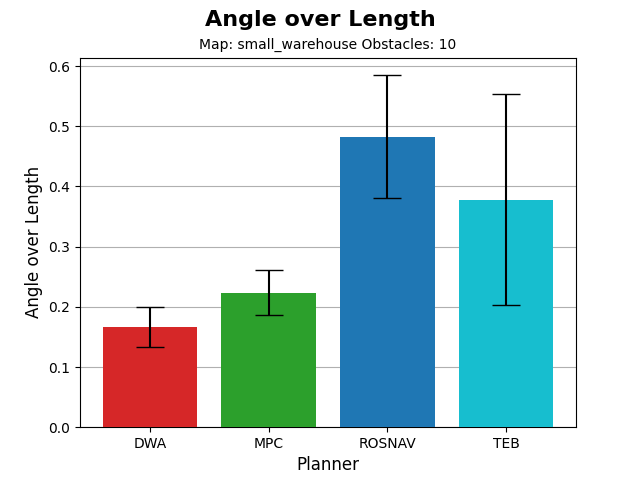 Angle over Length
Map: small_warehouse Obstacles: 10
Angle over Length
0.6
0.5
0.4
0.3
0.2
0.1
0.0
DWA MPC ROSNAV TEB
Planner